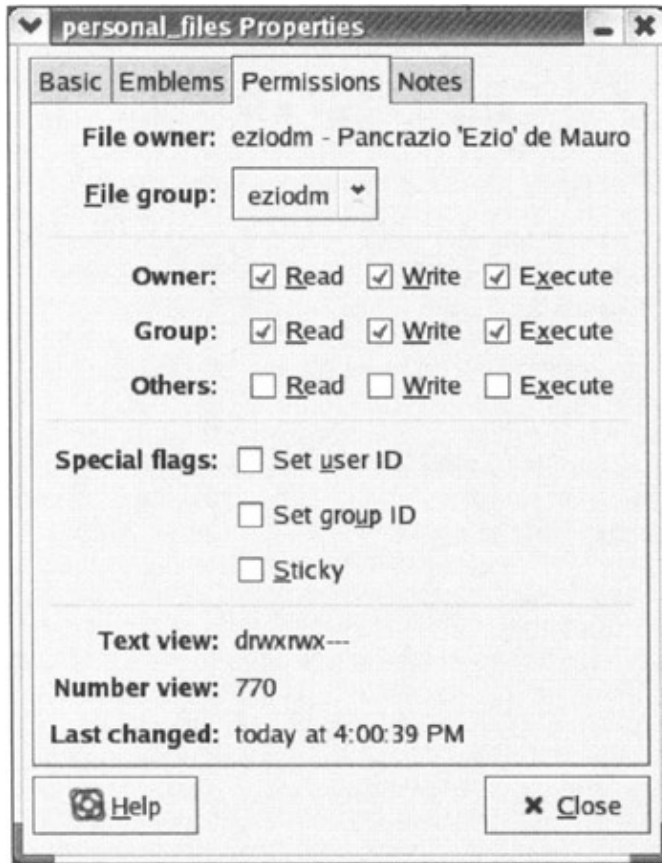 personal_files Properties
Basic Emblems Permissions Notes
File owner: eziodm - Pancrazio 'Ezio' de Mauro
File group: eziodm
Owner: Read Write Execute
Group: Read Write Execute
Others: Read Write Execute
Special flags: Set user ID
Set group ID
Sticky
Text view: drwxrwx---
Number view: 770
Last changed: today at 4:00:39 PM
Help Close